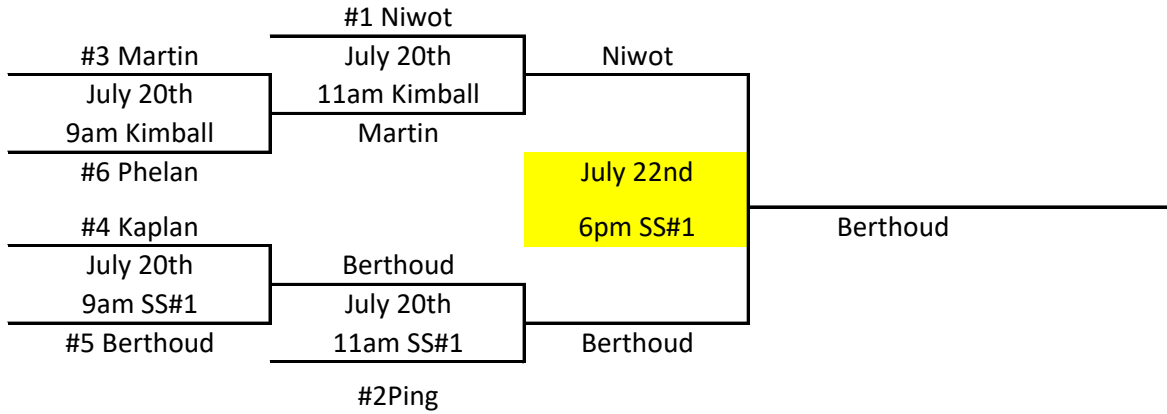 #1 Niwot
#3 Martin
July 20th
Niwot
July 20th
11am Kimball
9am Kimball
Martin
#6 Phelan
July 22nd
#4 Kaplan
6pm SS#1
Berthoud
July 20th
Berthoud
9am SS#1
July 20th
#5 Berthoud
11am SS#1
Berthoud
#2Ping